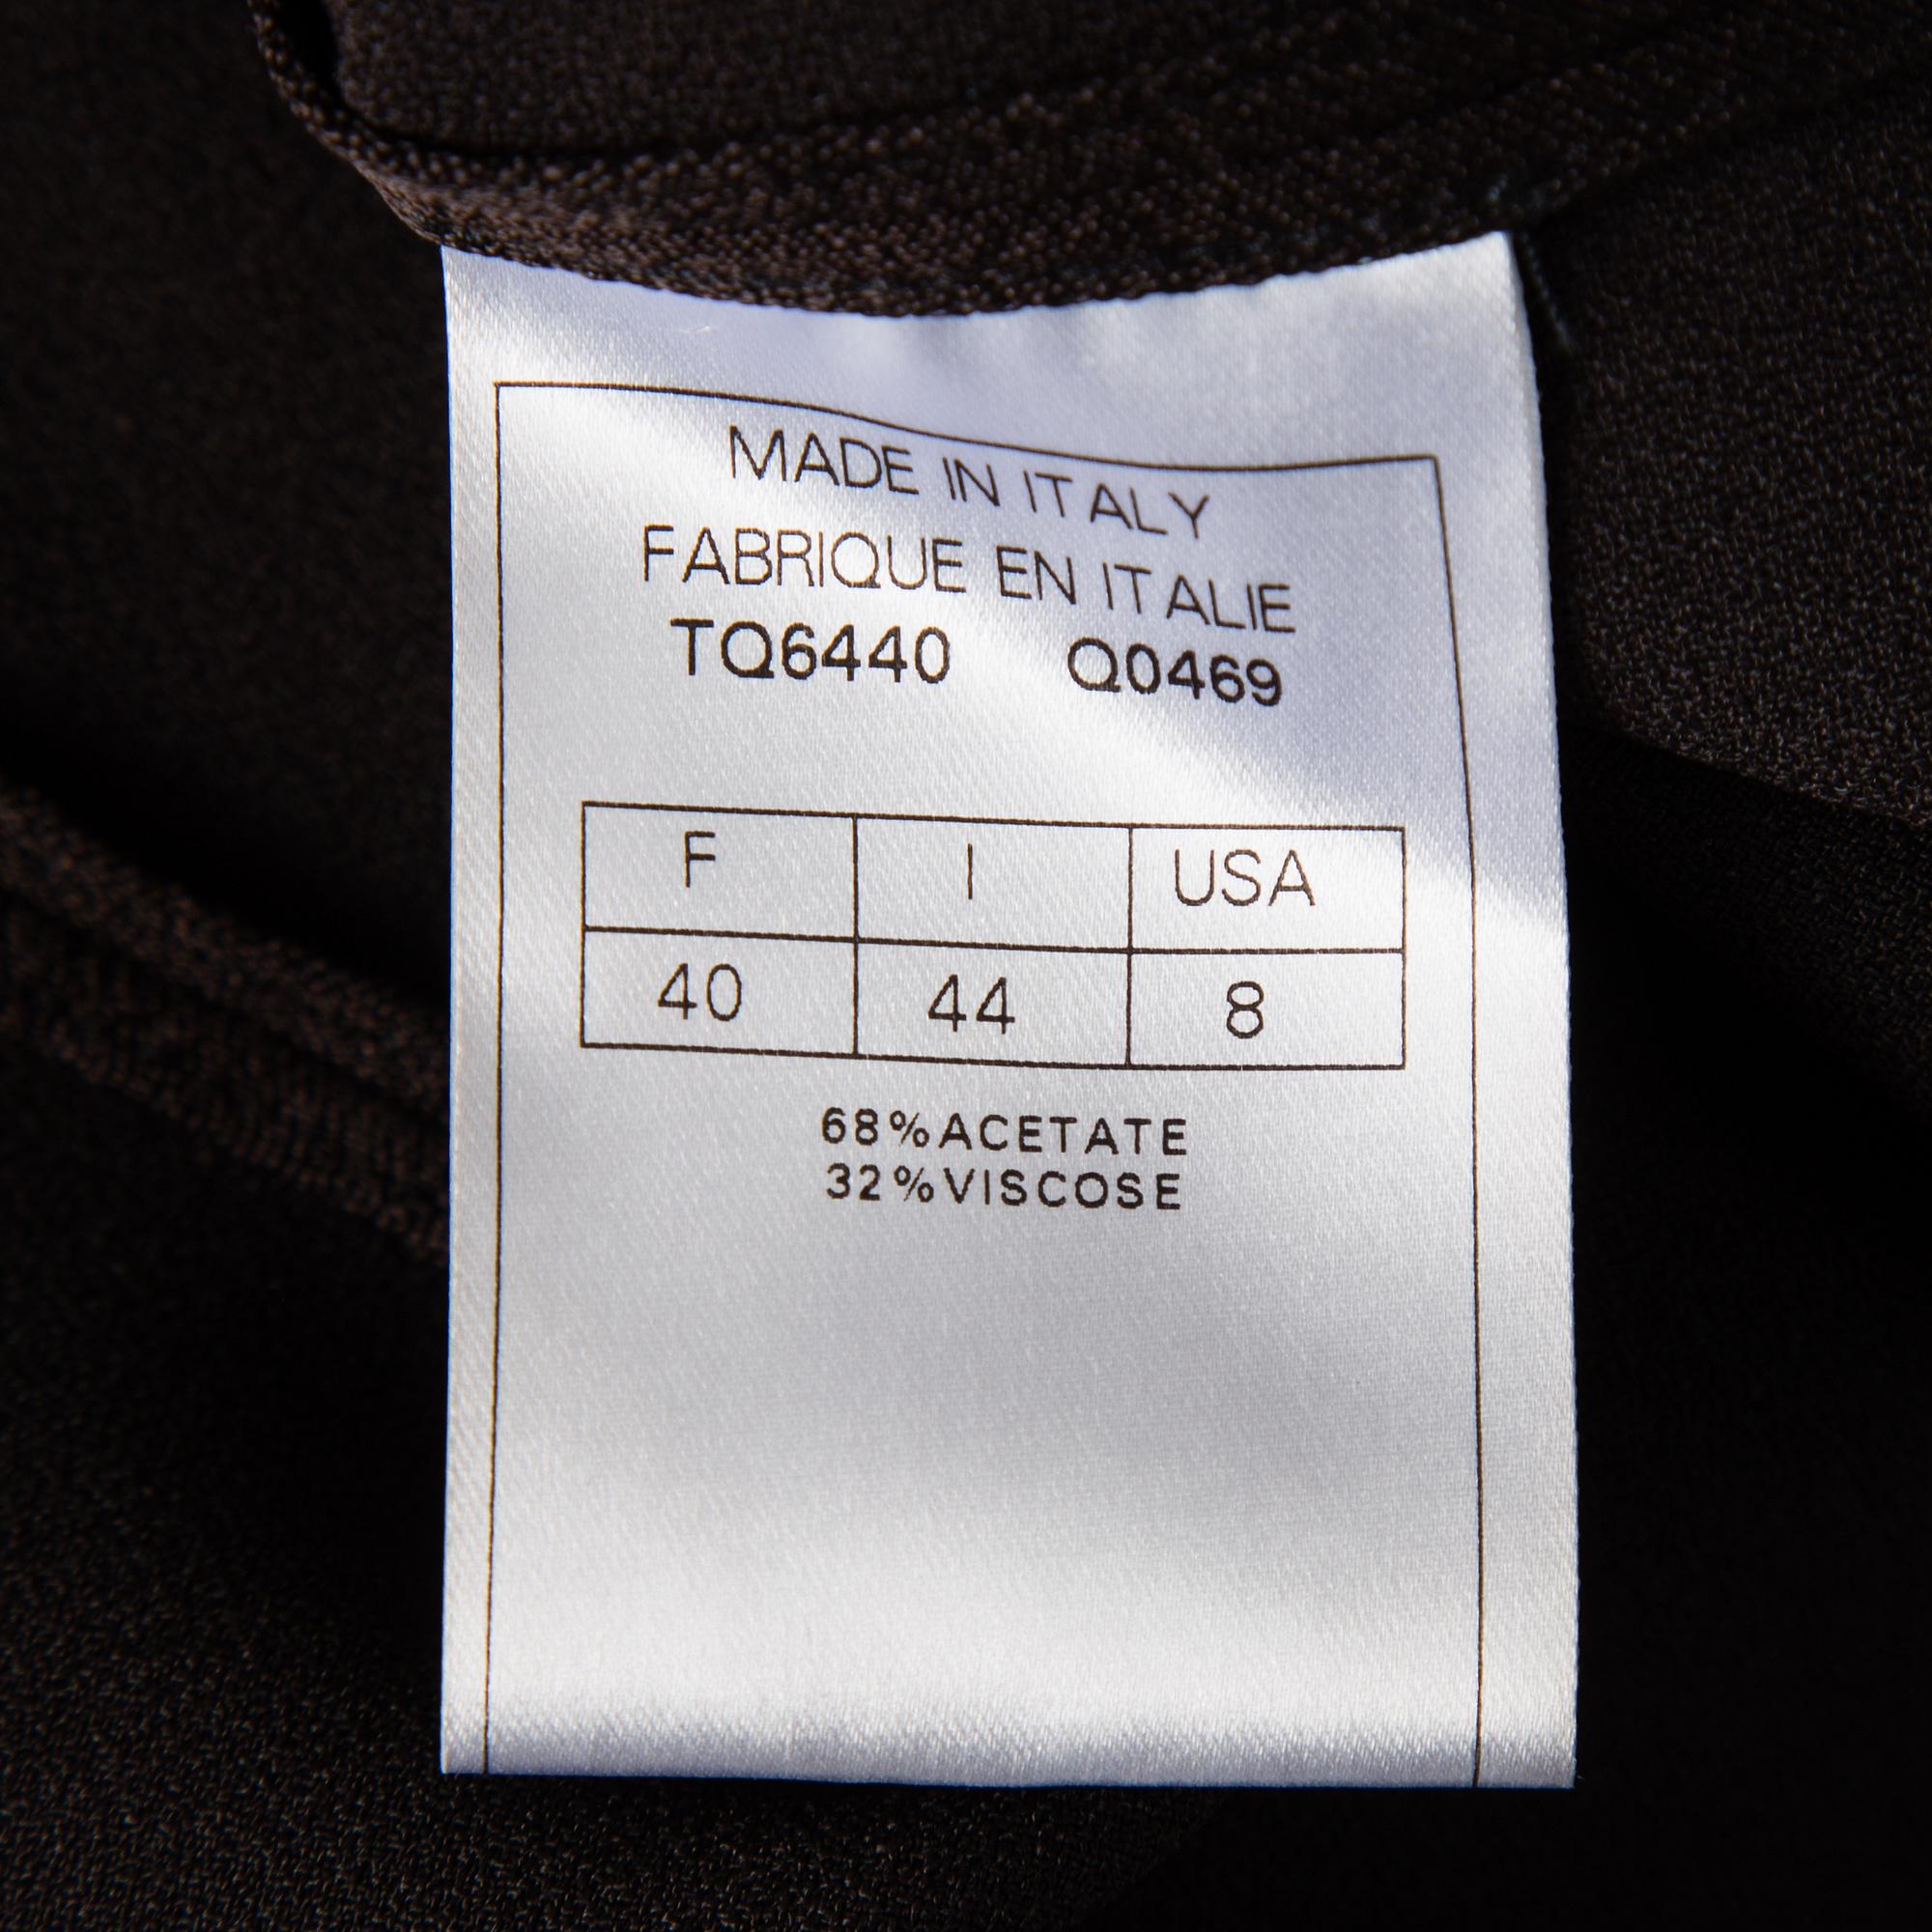 MADE IN ITALY
FABRIQUE EN ITALIE
TQ6440 Q0469
F I USA
40 44 8
68%ACETATE
32%VISCOSE